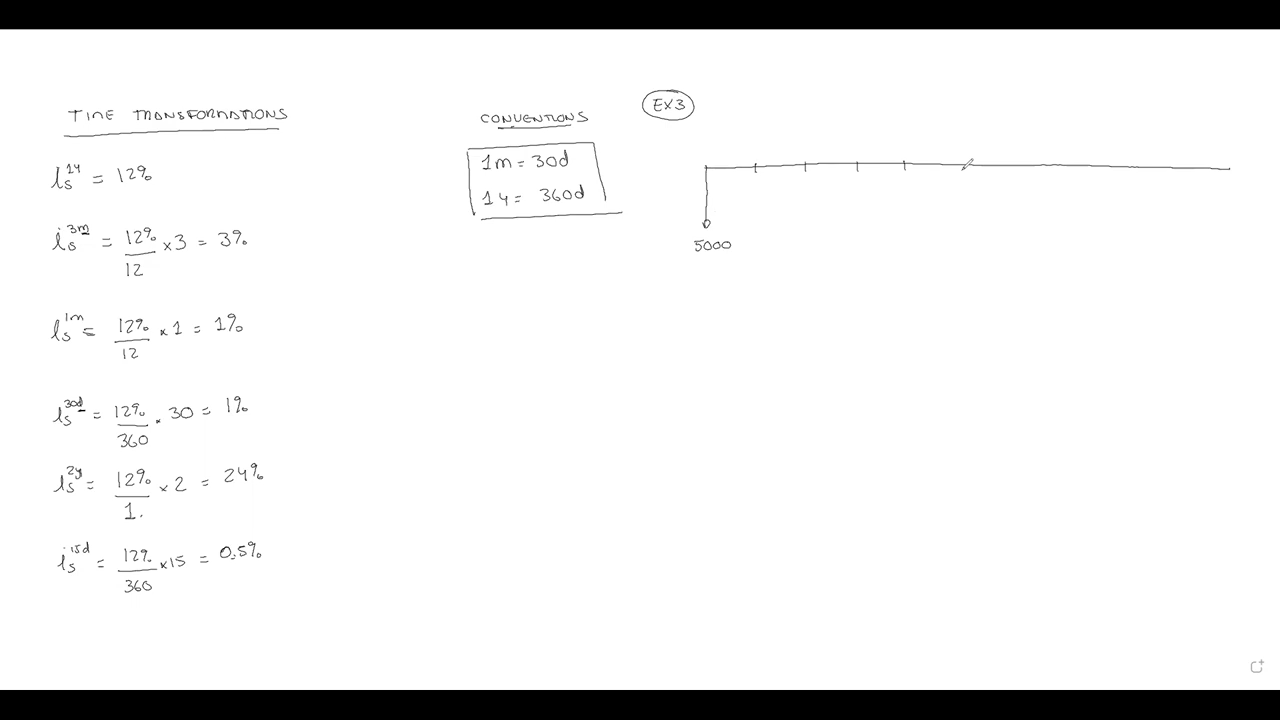 TIME TRANSFORMATIONS
i_s^1y = 12%
i_s^3m = 12%/12 × 3 = 3%
i_s^1m = 12%/12 × 1 = 1%
i_s^30d = 12%/360 · 30 = 1%
i_s^2y = 12%/1. × 2 = 24%
i_s^15d = 12%/360 × 15 = 0.5%
CONVENTIONS
1m = 30d
1y = 360d
EX3
5000